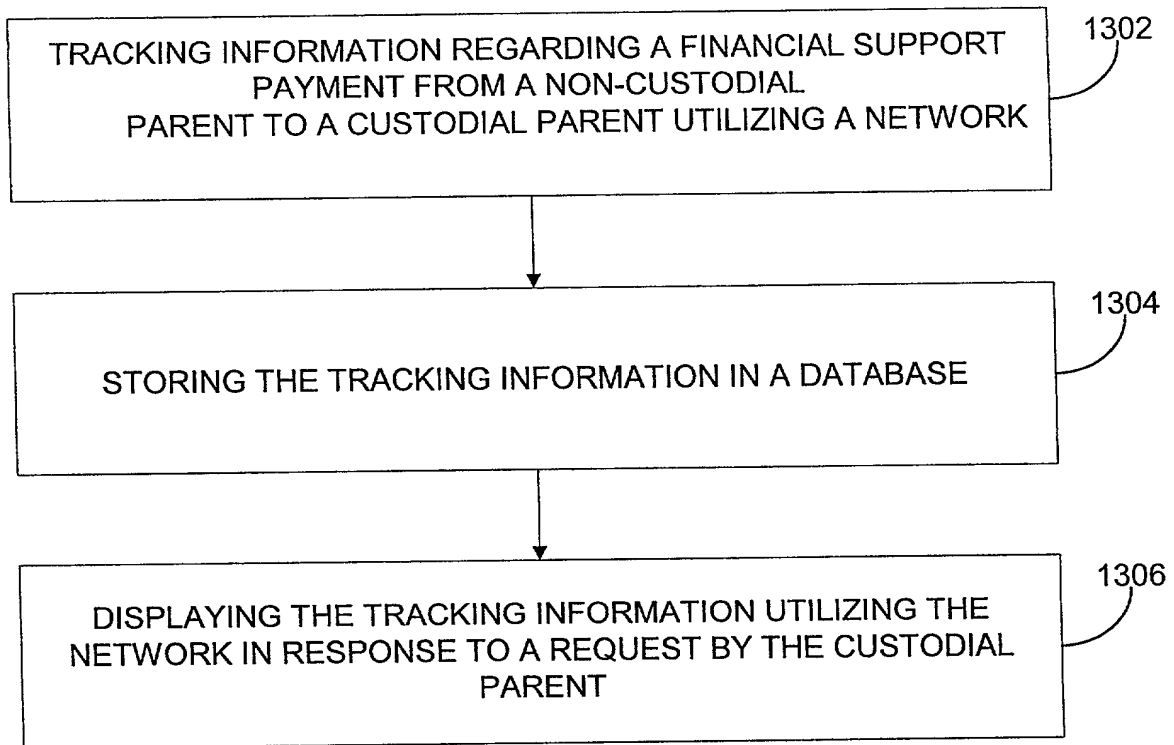 1302
TRACKING INFORMATION REGARDING A FINANCIAL SUPPORT
PAYMENT FROM A NON-CUSTODIAL
PARENT TO A CUSTODIAL PARENT UTILIZING A NETWORK
1304
STORING THE TRACKING INFORMATION IN A DATABASE
1306
DISPLAYING THE TRACKING INFORMATION UTILIZING THE
NETWORK IN RESPONSE TO A REQUEST BY THE CUSTODIAL
PARENT